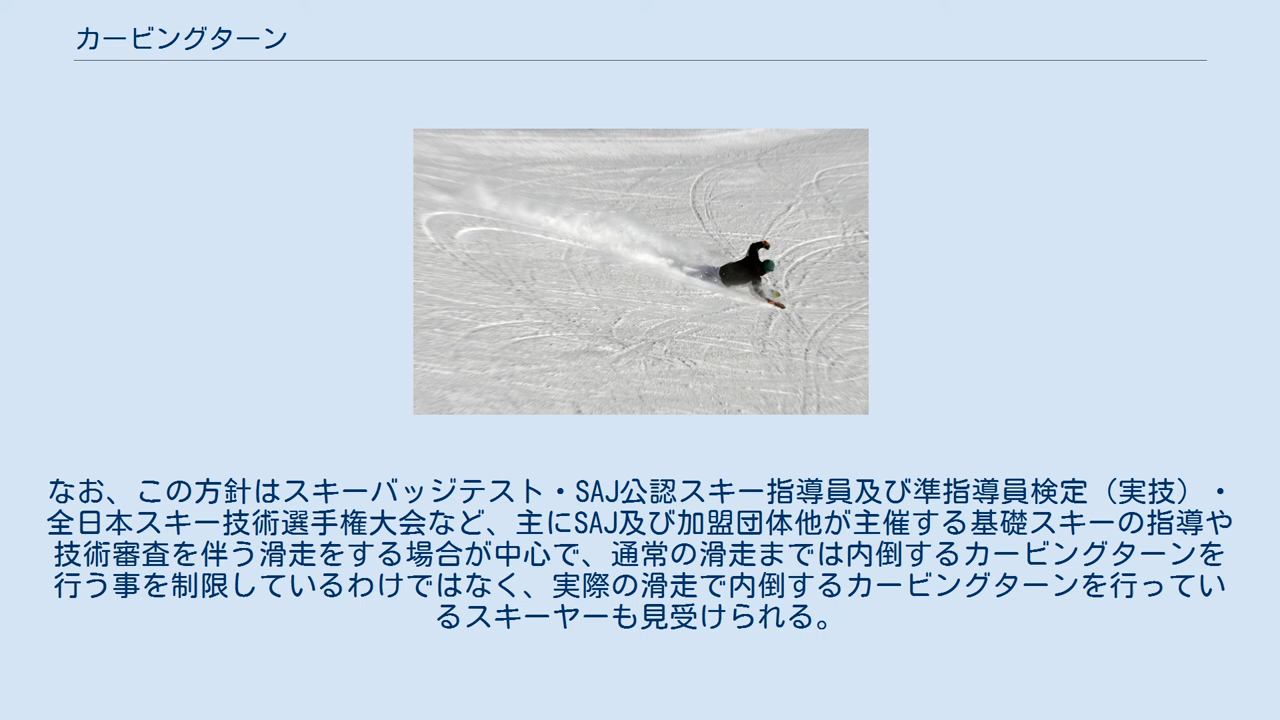 カービングターン
なお、この方針はスキーバッジテスト・SAJ公認スキー指導員及び準指導員検定（実技）・
全日本スキー技術選手権大会など、主にSAJ及び加盟団体他が主催する基礎スキーの指導や
技術審査を伴う滑走をする場合が中心で、通常の滑走までは内倒するカービングターンを
行う事を制限しているわけではなく、実際の滑走で内倒するカービングターンを行ってい
るスキーヤーも見受けられる。